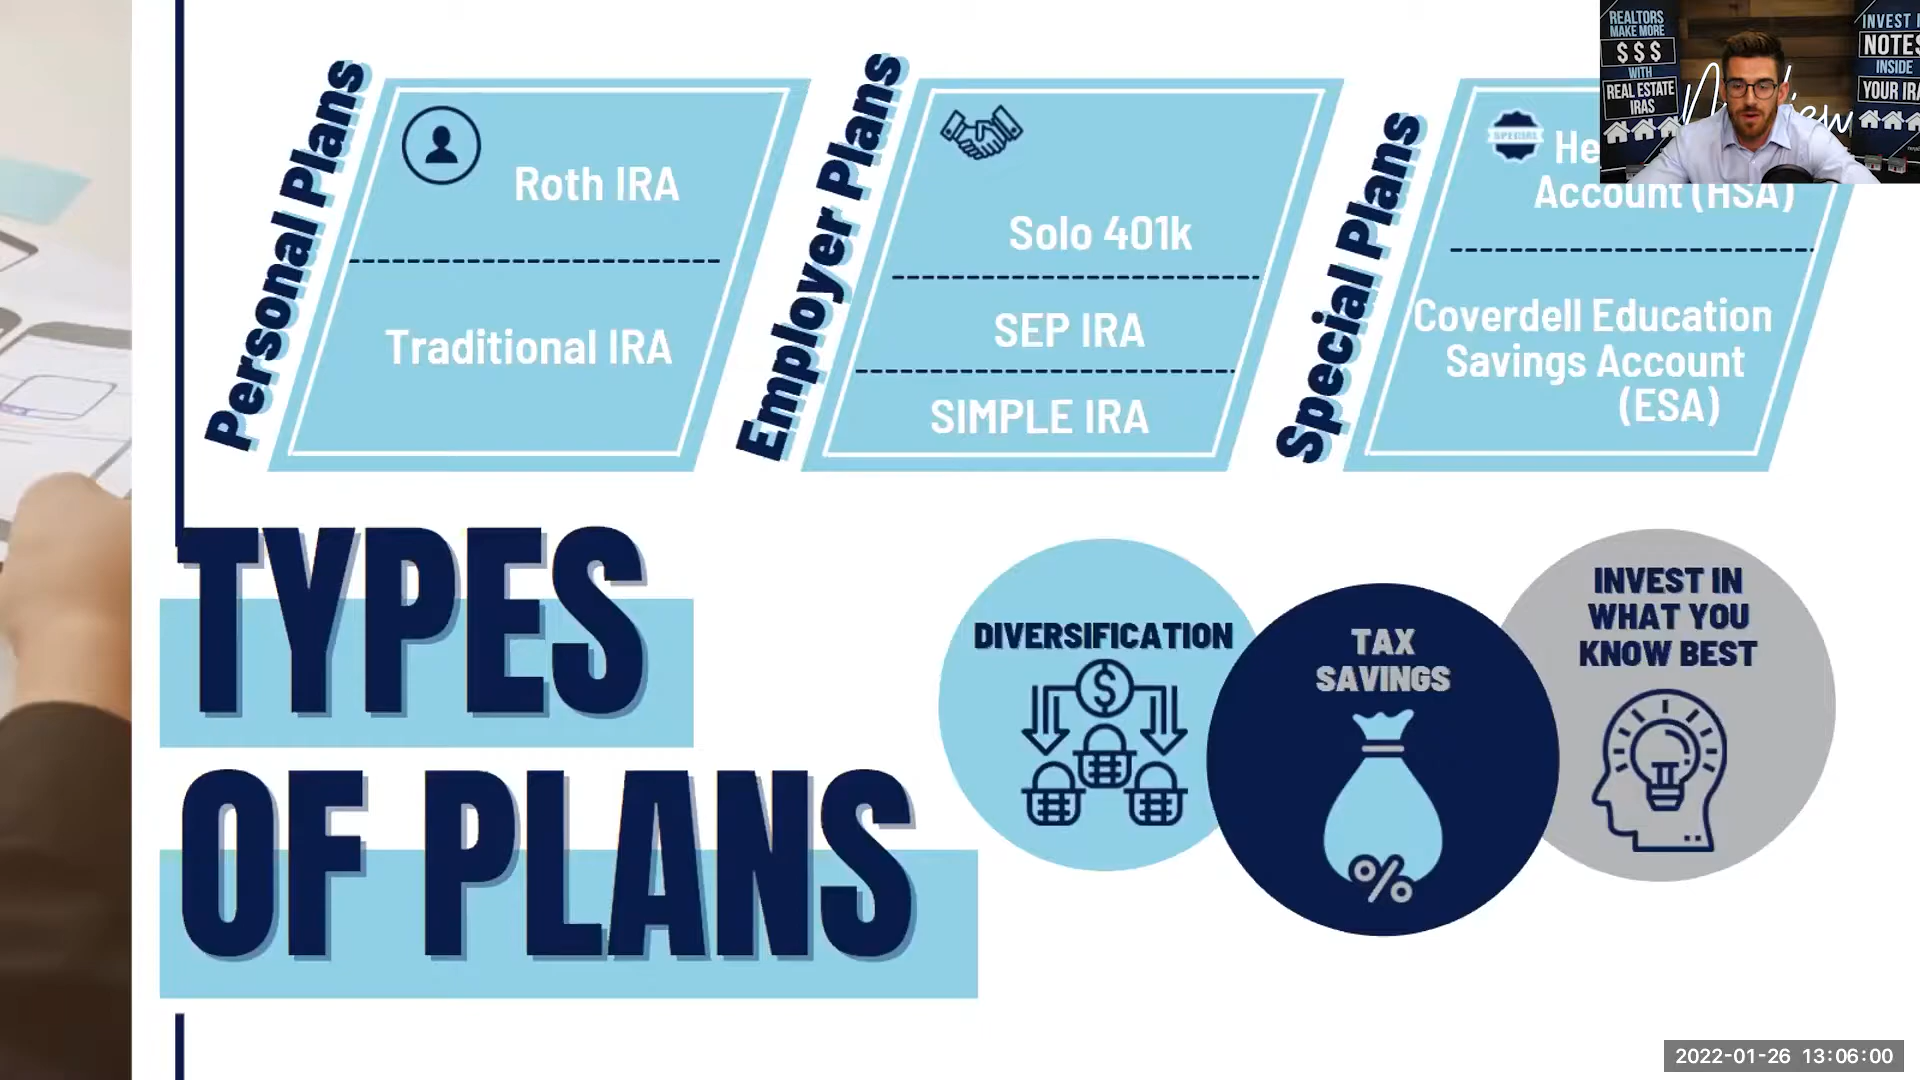 Personal Plans
Roth IRA
Traditional IRA
Employer Plans
Solo 401k
SEP IRA
SIMPLE IRA
Special Plans
SPECIAL
Account (HSA)
Coverdell Education
Savings Account
(ESA)
REALTORS
MAKE MORE
$ $ $
WITH
REAL ESTATE
IRAS
INVEST
NOTES
INSIDE
YOUR IRA
TYPES
OF PLANS
DIVERSIFICATION
$
TAX
SAVINGS
%
INVEST IN
WHAT YOU
KNOW BEST
2022-01-26 13:06:00